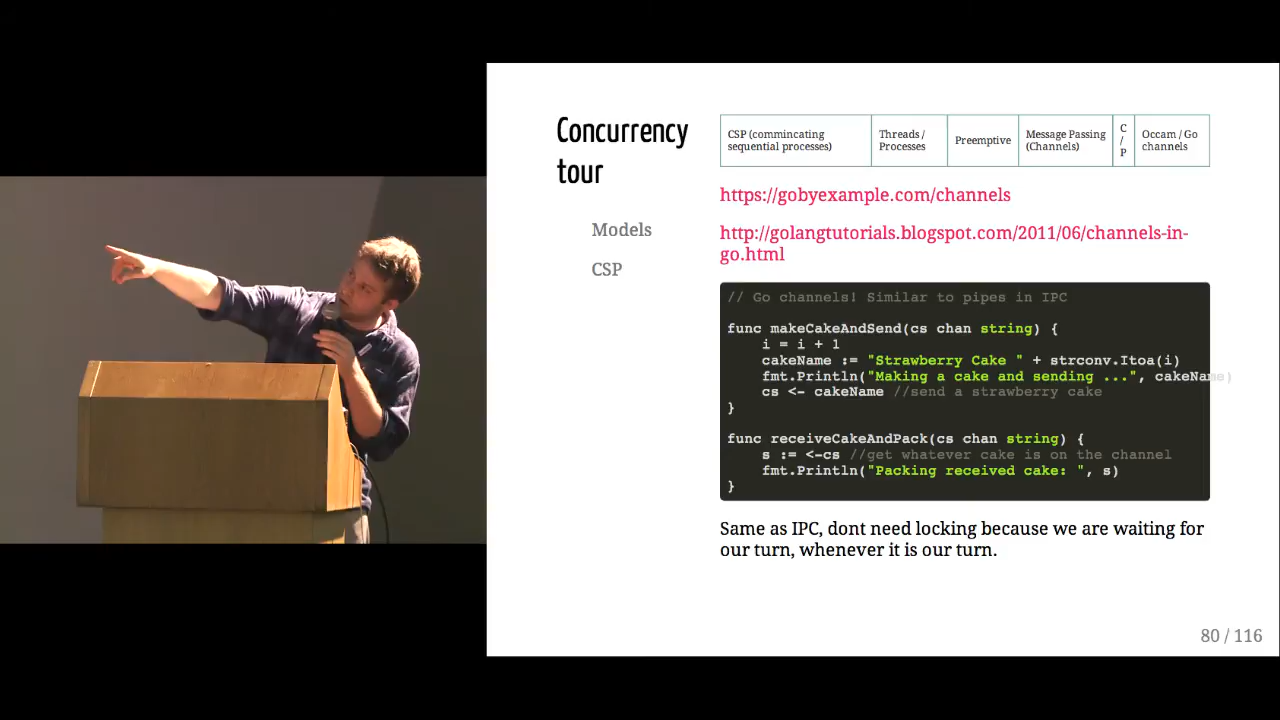 Concurrency
tour
Models
CSP
CSP (commincating
sequential processes)
Threads /
Processes
Preemptive
Message Passing
(Channels)
C
/
P
Occam / Go
channels
https://gobyexample.com/channels
http://golangtutorials.blogspot.com/2011/06/channels-in-
go.html
// Go channels! Similar to pipes in IPC
func makeCakeAndSend(cs chan string) {
i = i + 1
cakeName := "Strawberry Cake " + strconv.Itoa(i)
fmt.Println("Making a cake and sending ...", cakeName)
cs <- cakeName //send a strawberry cake
}
func receiveCakeAndPack(cs chan string) {
s := <-cs //get whatever cake is on the channel
fmt.Println("Packing received cake: ", s)
}
Same as IPC, dont need locking because we are waiting for
our turn, whenever it is our turn.
80 / 116